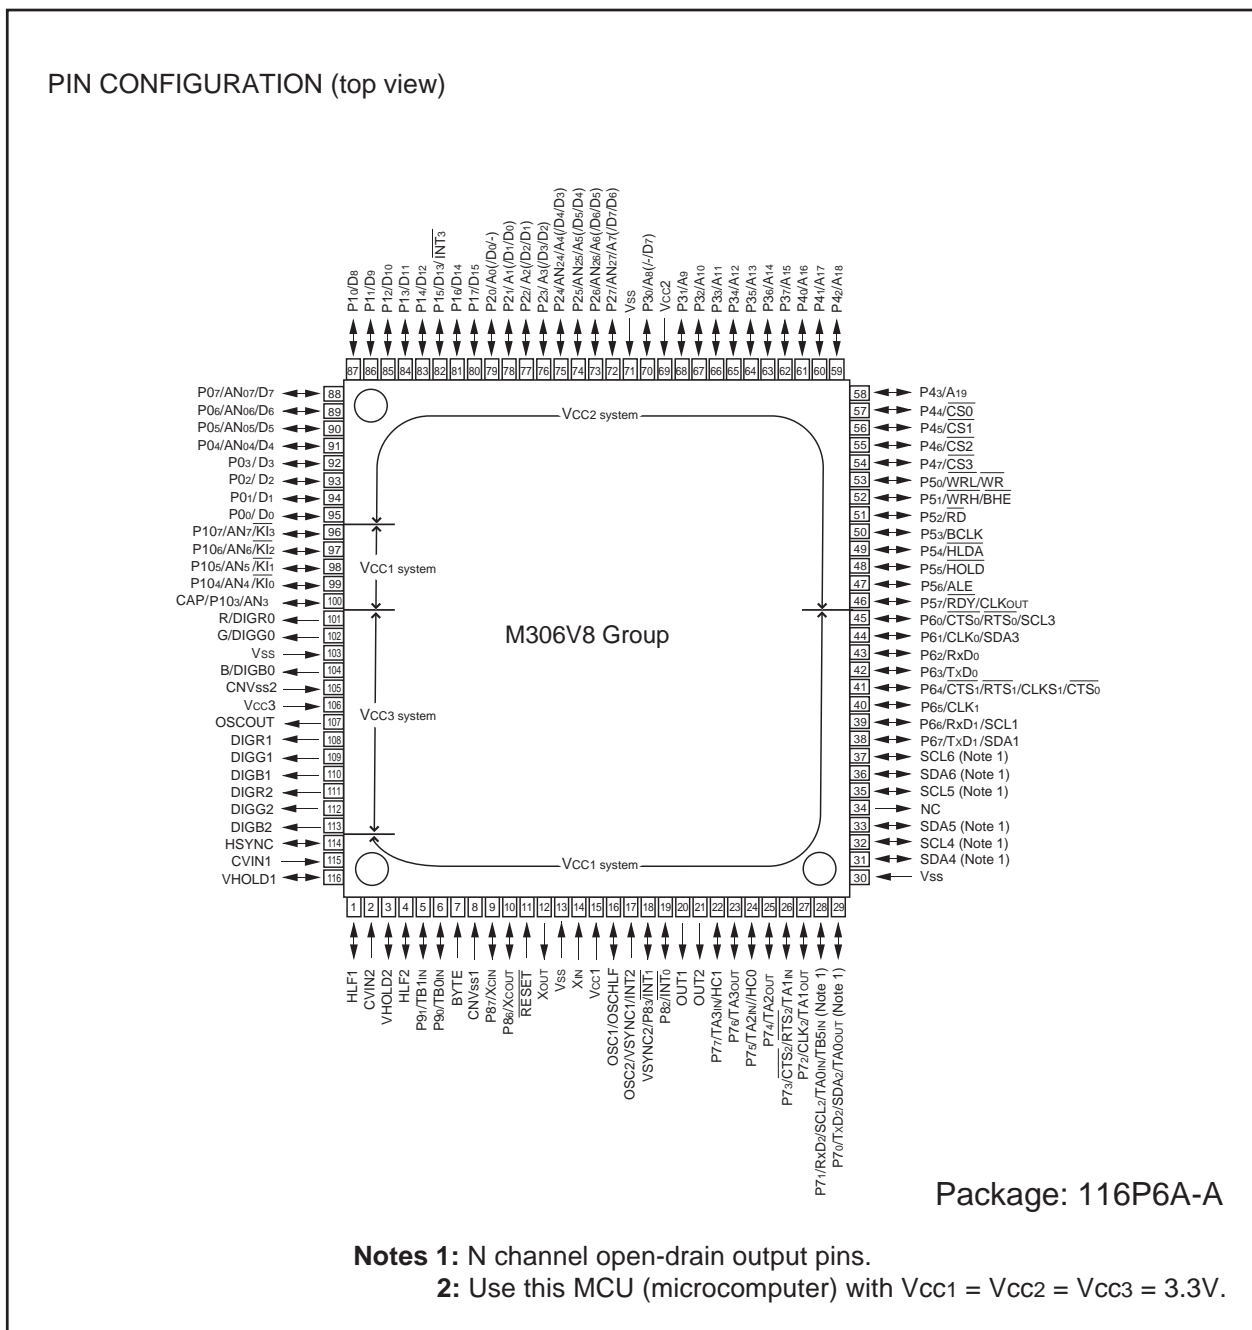 PIN CONFIGURATION (top view)
P10/D8
P11/D9
P12/D10
P13/D11
P14/D12
P15/D13/INT3
P16/D14
P17/D15
P20/A0(/D0/-)
P21/A1(/D1/D0)
P22/A2(/D2/D1)
P23/A3(/D3/D2)
P24/AN24/A4(/D4/D3)
P25/AN25/A5(/D5/D4)
P26/AN26/A6(/D6/D5)
P27/AN27/A7(/D7/D6)
Vss
P30/A8(/-/D7)
Vcc2
P31/A9
P32/A10
P33/A11
P34/A12
P35/A13
P36/A14
P37/A15
P40/A16
P41/A17
P42/A18
87 86 85 84 83 82 81 80 79 78 77 76 75 74 73 72 71 70 69 68 67 66 65 64 63 62 61 60 59
P07/AN07/D7 88
P06/AN06/D6 89
P05/AN05/D5 90
P04/AN04/D4 91
P03/D3 92
P02/D2 93
P01/D1 94
P00/D0 95
P107/AN7/KI3 96
P106/AN6/KI2 97
P105/AN5/KI1 98
P104/AN4/KI0 99
CAP/P103/AN3 100
R/DIGR0 101
G/DIGG0 102
Vss 103
B/DIGB0 104
CNVss2 105
Vcc3 106
OSCOUT 107
DIGR1 108
DIGG1 109
DIGB1 110
DIGR2 111
DIGG2 112
DIGB2 113
HSYNC 114
CVIN1 115
VHOLD1 116
VCC2 system
VCC1 system
VCC3 system
M306V8 Group
VCC1 system
58 P43/A19
57 P44/CS0
56 P45/CS1
55 P46/CS2
54 P47/CS3
53 P50/WRL/WR
52 P51/WRH/BHE
51 P52/RD
50 P53/BCLK
49 P54/HLDA
48 P55/HOLD
47 P56/ALE
46 P57/RDY/CLKOUT
45 P60/CTS0/RTS0/SCL3
44 P61/CLK0/SDA3
43 P62/RxD0
42 P63/TxD0
41 P64/CTS1/RTS1/CLKS1/CTS0
40 P65/CLK1
39 P66/RxD1/SCL1
38 P67/TxD1/SDA1
37 SCL6 (Note 1)
36 SDA6 (Note 1)
35 SCL5 (Note 1)
34 NC
33 SDA5 (Note 1)
32 SCL4 (Note 1)
31 SDA4 (Note 1)
30 Vss
1 2 3 4 5 6 7 8 9 10 11 12 13 14 15 16 17 18 19 20 21 22 23 24 25 26 27 28 29
HLF1
CVIN2
VHOLD2
HLF2
P91/TB1IN
P90/TB0IN
BYTE
CNVss1
P87/XCIN
P86/XCOUT
RESET
XOUT
Vss
XIN
Vcc1
OSC1/OSCHLF
OSC2/VSYNC1/INT2
VSYNC2/P83/INT1
P82/INT0
OUT1
OUT2
P77/TA3IN/HC1
P76/TA3OUT
P75/TA2IN//HC0
P74/TA2OUT
P73/CTS2/RTS2/TA1IN
P72/CLK2/TA1OUT
P71/RxD2/SCL2/TA0IN/TB5IN (Note 1)
P70/TxD2/SDA2/TA0OUT (Note 1)
Package: 116P6A-A
Notes 1: N channel open-drain output pins.
2: Use this MCU (microcomputer) with Vcc1 = Vcc2 = Vcc3 = 3.3V.